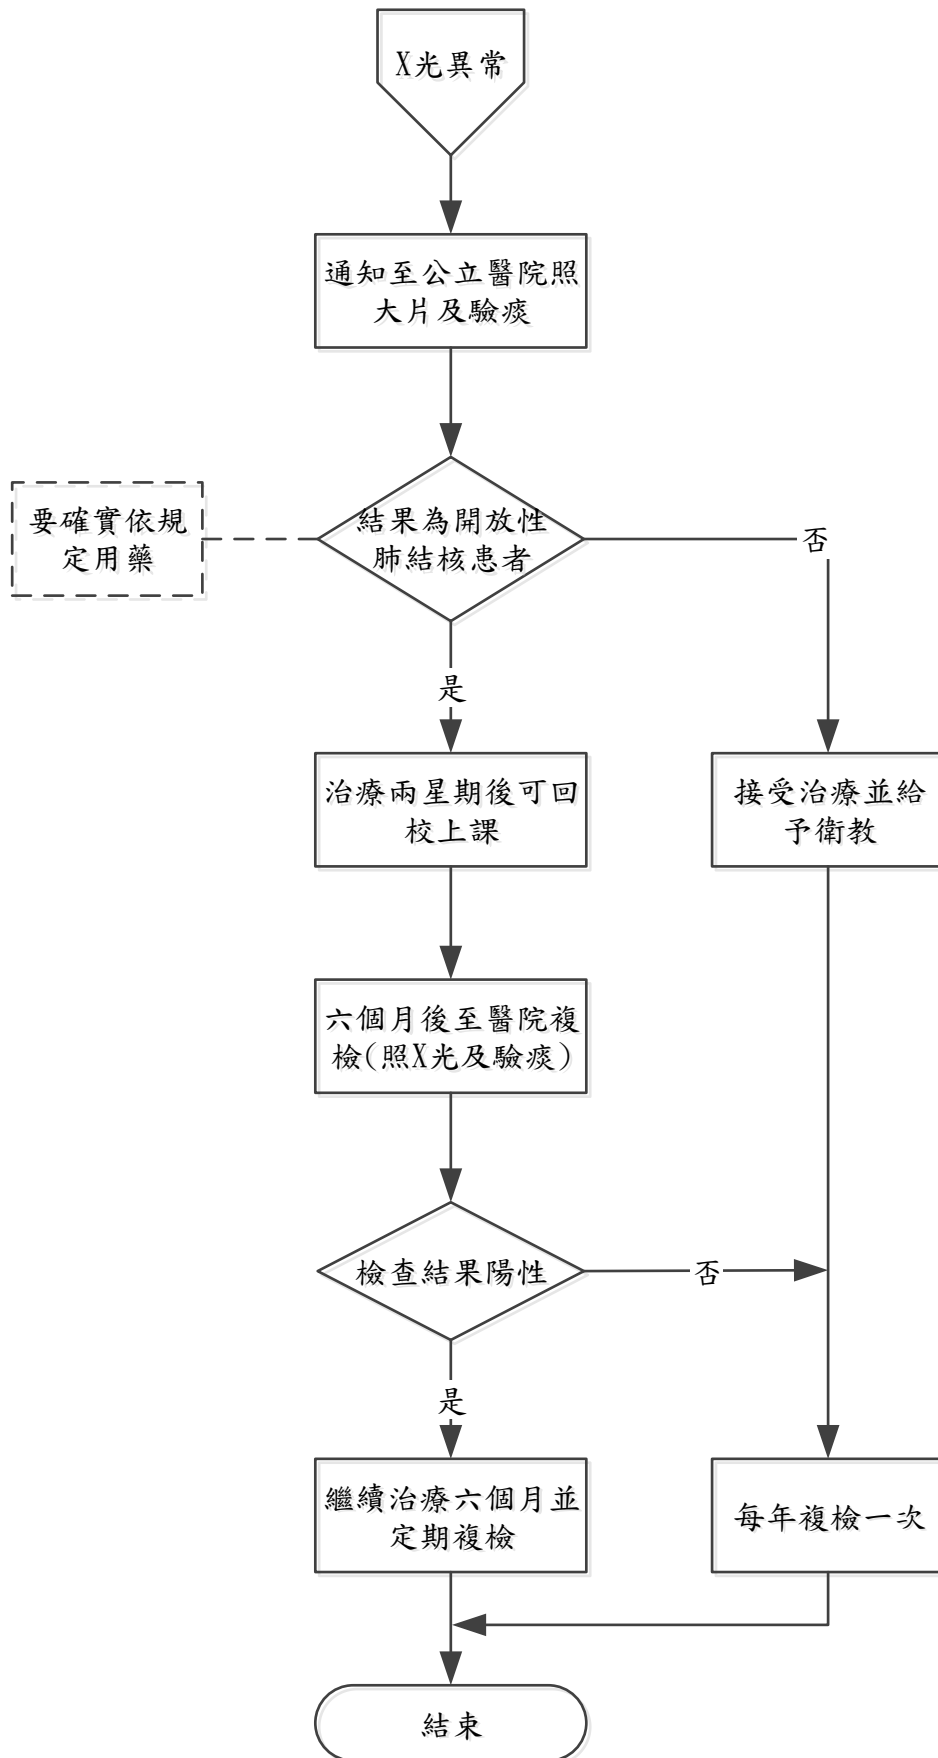 X光異常
通知至公立醫院照
大片及驗痰
要確實依規
定用藥
結果為開放性
肺結核患者
否
是
治療兩星期後可回
校上課
接受治療並給
予衛教
六個月後至醫院複
檢(照X光及驗痰)
檢查結果陽性
否
是
繼續治療六個月並
定期複檢
每年複檢一次
結束